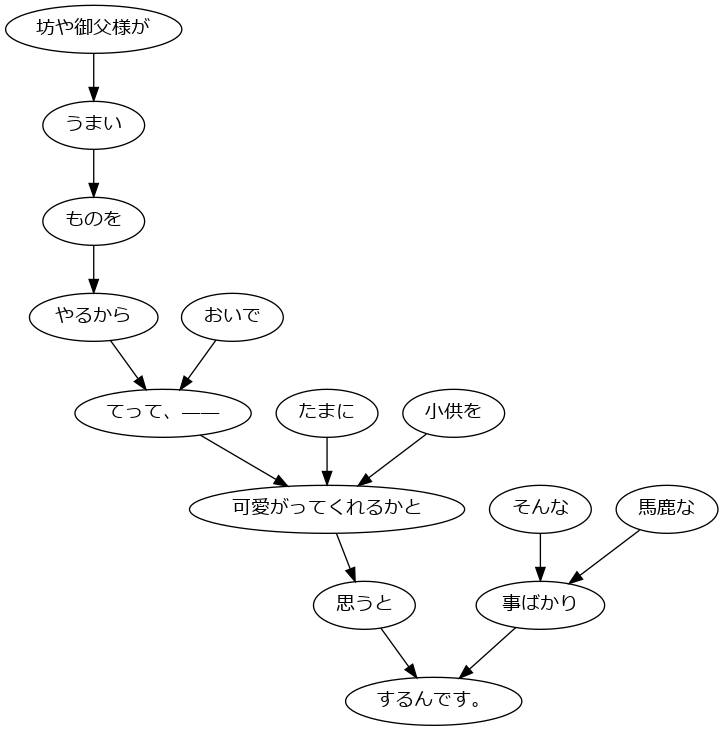 坊や御父様が
うまい
ものを
やるから
おいで
てって、――
たまに
小供を
可愛がってくれるかと
そんな
馬鹿な
思うと
事ばかり
するんです。